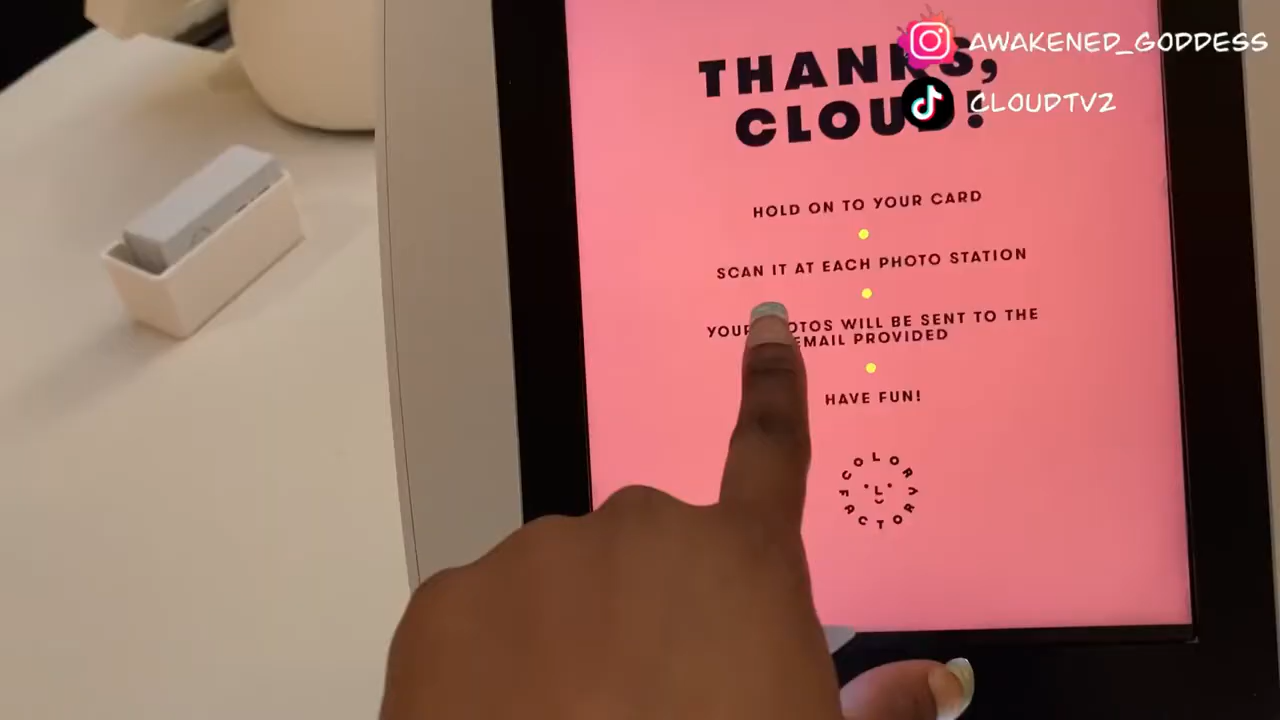 THANKS,
CLOUD!
AWAKENED_GODDESS
CLOUDTV2
HOLD ON TO YOUR CARD
SCAN IT AT EACH PHOTO STATION
YOUR PHOTOS WILL BE SENT TO THE
EMAIL PROVIDED
HAVE FUN!
COLOR
FACTORY